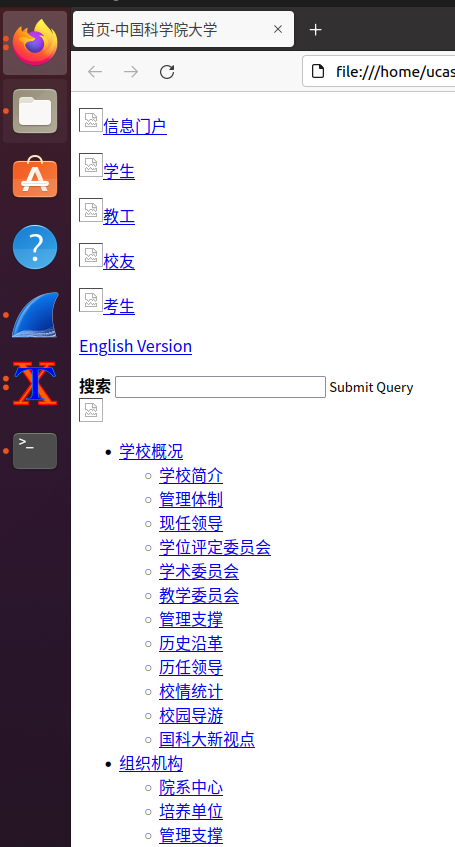 首页-中国科学院大学
file:///home/ucas
信息门户
学生
教工
校友
考生
English Version
搜索 Submit Query
学校概况
学校简介
管理体制
现任领导
学位评定委员会
学术委员会
教学委员会
管理支撑
历史沿革
历任领导
校情统计
校园导游
国科大新视点
组织机构
院系中心
培养单位
管理支撑